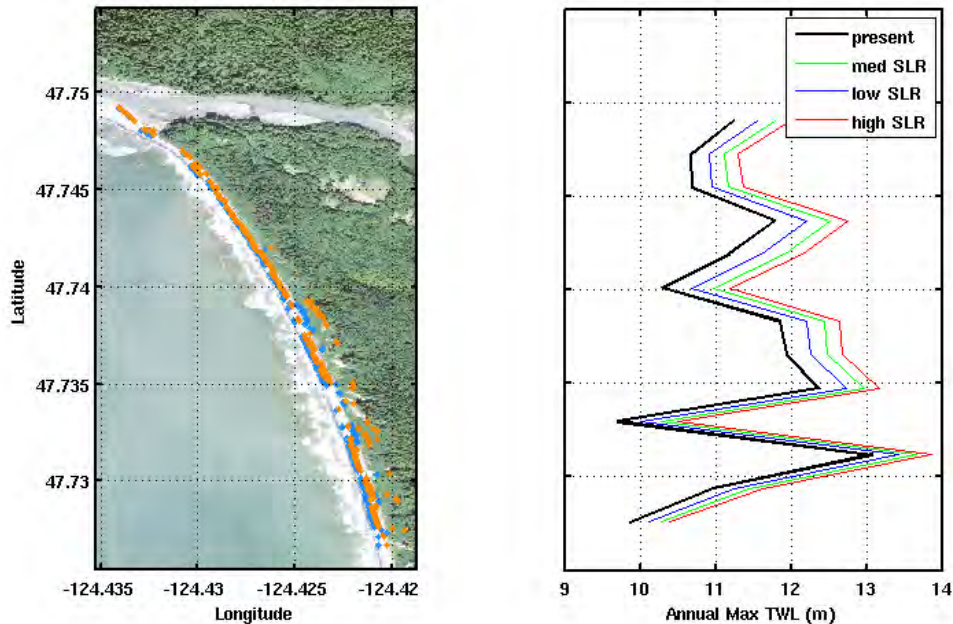 47.75
47.745
47.74
47.735
47.73
Latitude
-124.435 -124.43 -124.425 -124.42
Longitude
present
med SLR
low SLR
high SLR
9 10 11 12 13 14
Annual Max TWL (m)